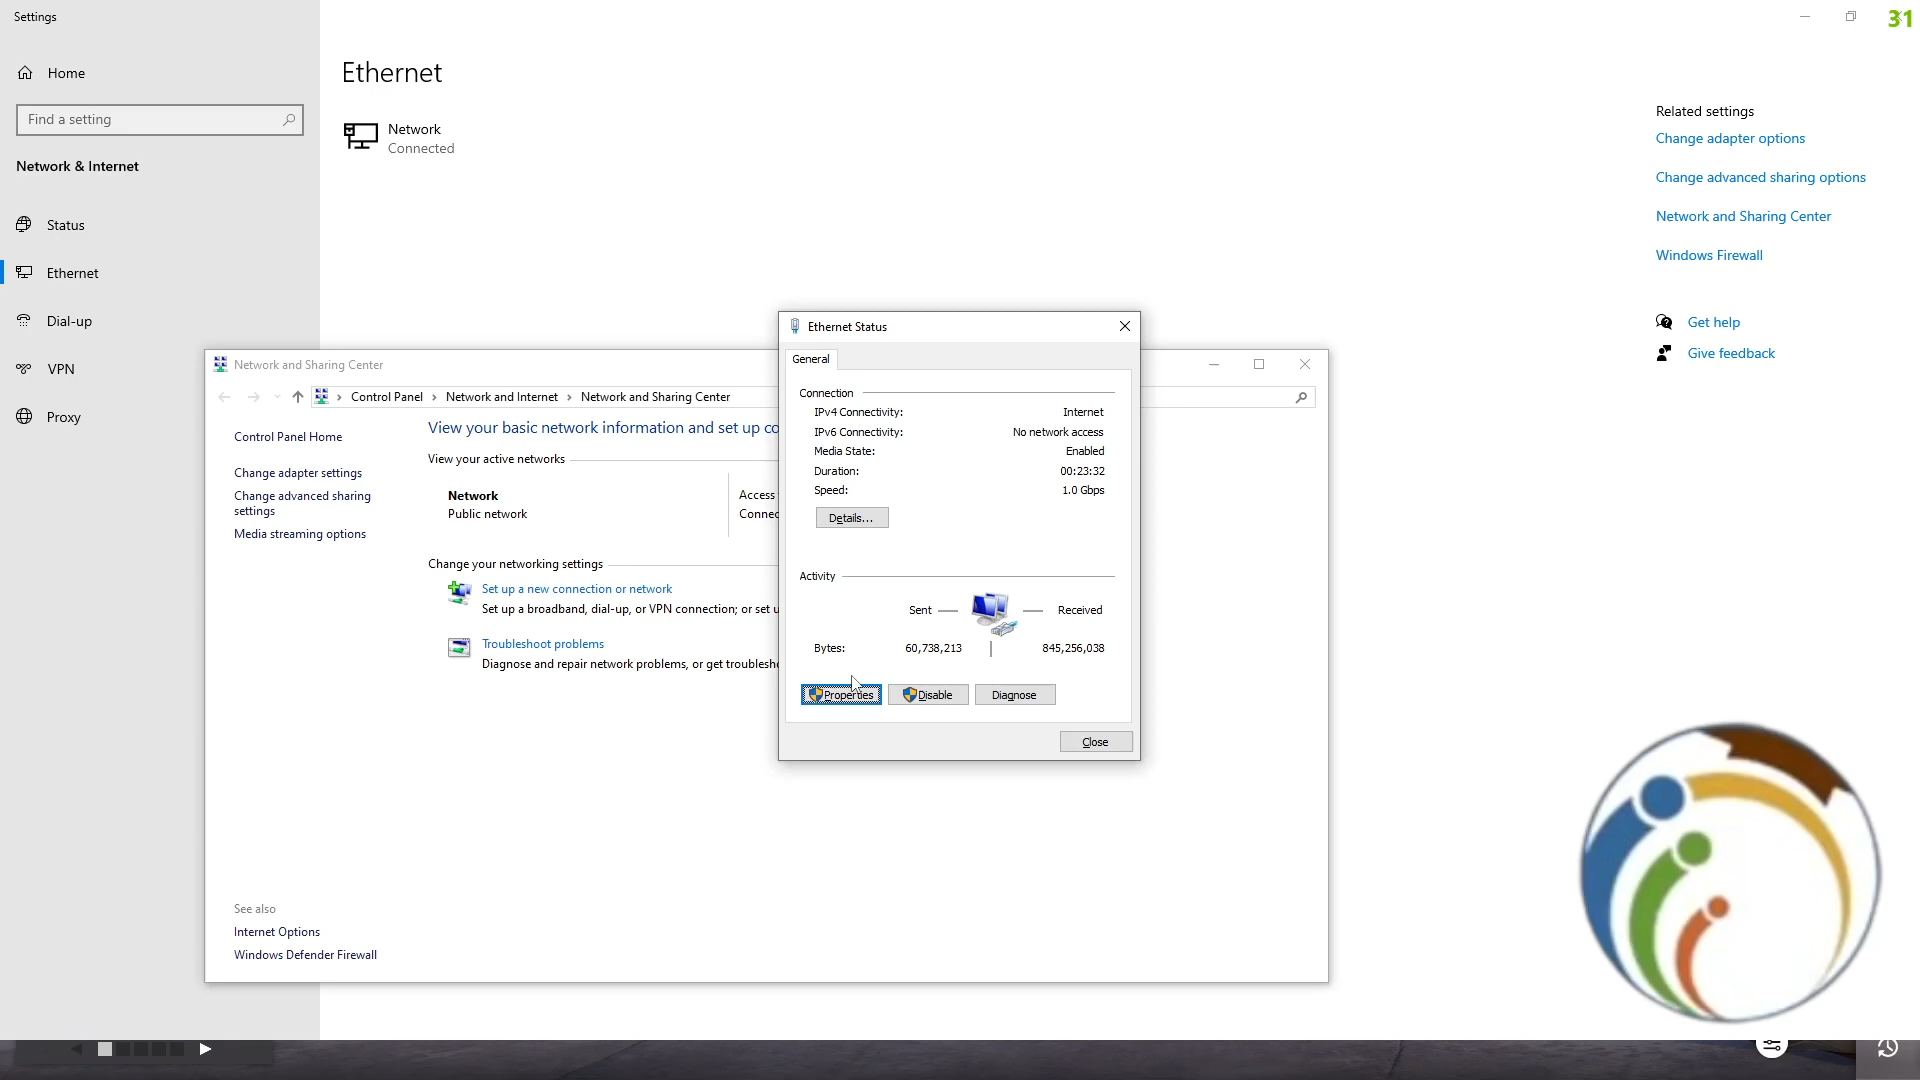 Settings
31
Home
Find a setting
Network & Internet
Status
Ethernet
Dial-up
VPN
Proxy
Ethernet
Network
Connected
Related settings
Change adapter options
Change advanced sharing options
Network and Sharing Center
Windows Firewall
Get help
Give feedback
Network and Sharing Center
Control Panel › Network and Internet › Network and Sharing Center
Control Panel Home
Change adapter settings
Change advanced sharing
settings
Media streaming options
See also
Internet Options
Windows Defender Firewall
View your basic network information and set up co
View your active networks
Network
Public network
Access
Connec
Change your networking settings
Set up a new connection or network
Set up a broadband, dial-up, or VPN connection; or set u
Troubleshoot problems
Diagnose and repair network problems, or get troublesh
Ethernet Status
General
Connection
IPv4 Connectivity: Internet
IPv6 Connectivity: No network access
Media State: Enabled
Duration: 00:23:32
Speed: 1.0 Gbps
Details...
Activity
Sent Received
Bytes: 60,738,213 845,256,038
Properties Disable Diagnose
Close